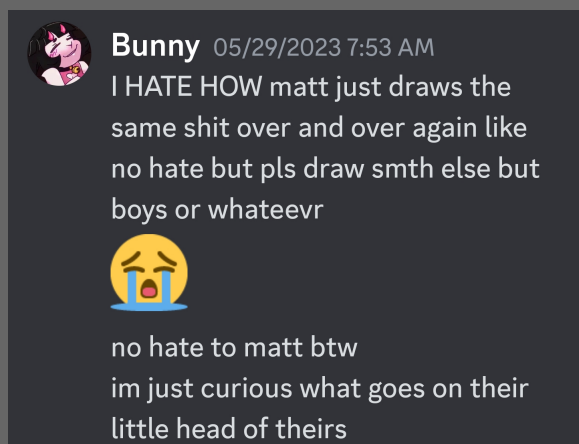 Bunny 05/29/2023 7:53 AM
I HATE HOW matt just draws the
same shit over and over again like
no hate but pls draw smth else but
boys or whateevr
no hate to matt btw
im just curious what goes on their
little head of theirs